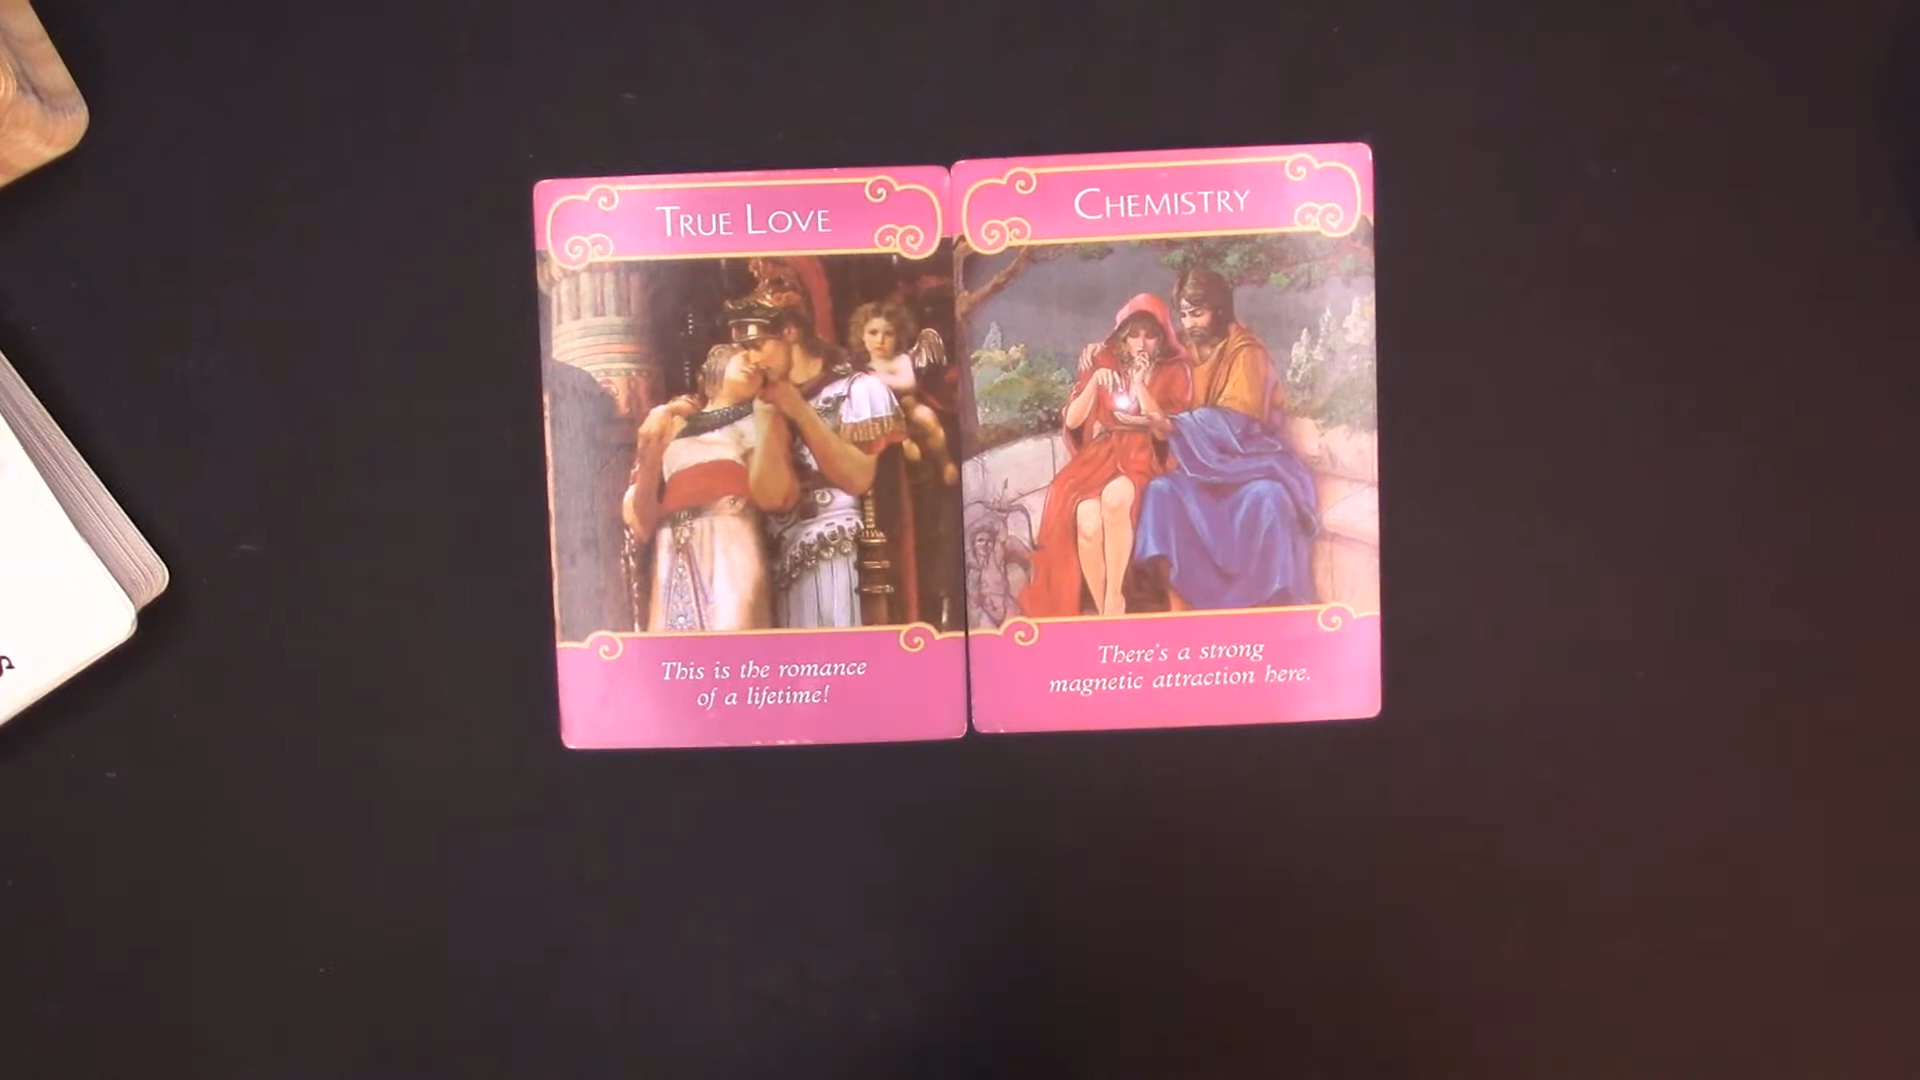 TRUE LOVE
This is the romance
of a lifetime!
CHEMISTRY
There's a strong
magnetic attraction here.